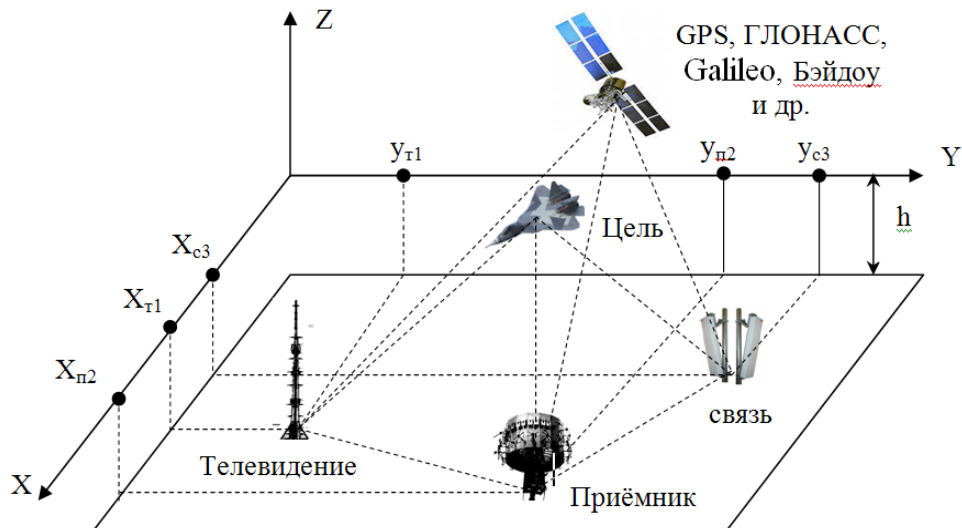 Z
GPS, ГЛОНАСС,
Galileo, Бэйдоу
и др.
yт1
yп2
yс3
Y
h
Цель
Xс3
Xт1
Xп2
связь
Телевидение
X
Приёмник